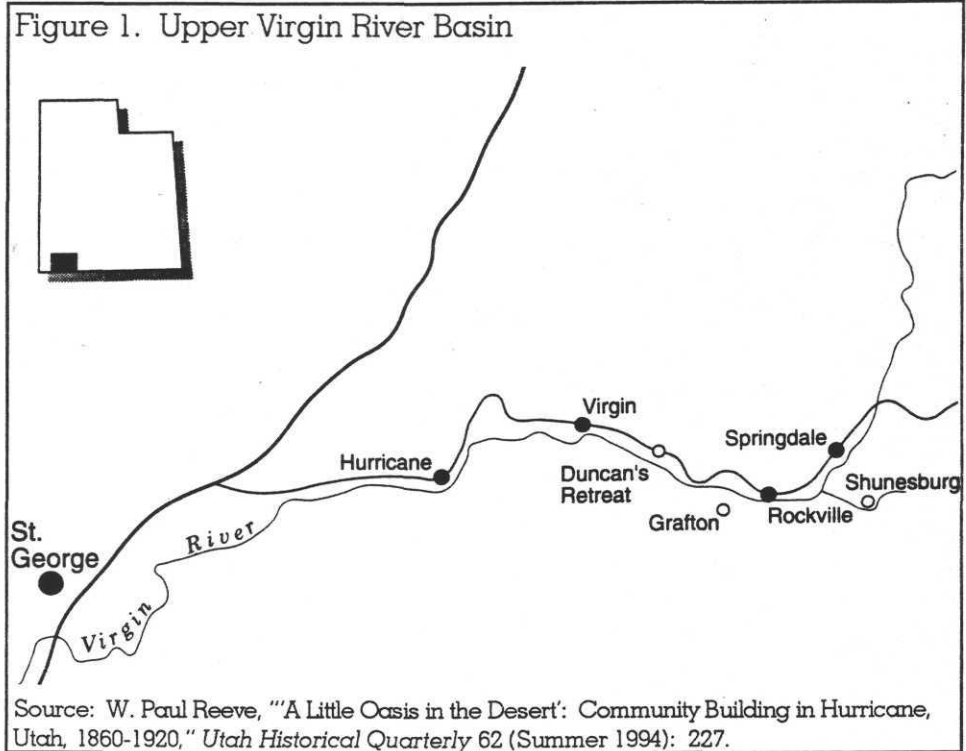 Figure 1. Upper Virgin River Basin
Virgin
Springdale
Hurricane
Duncan's
Retreat
Shunesburg
Grafton
Rockville
St.
George
Virgin River
Source: W. Paul Reeve, "'A Little Oasis in the Desert': Community Building in Hurricane,
Utah, 1860-1920," Utah Historical Quarterly 62 (Summer 1994): 227.